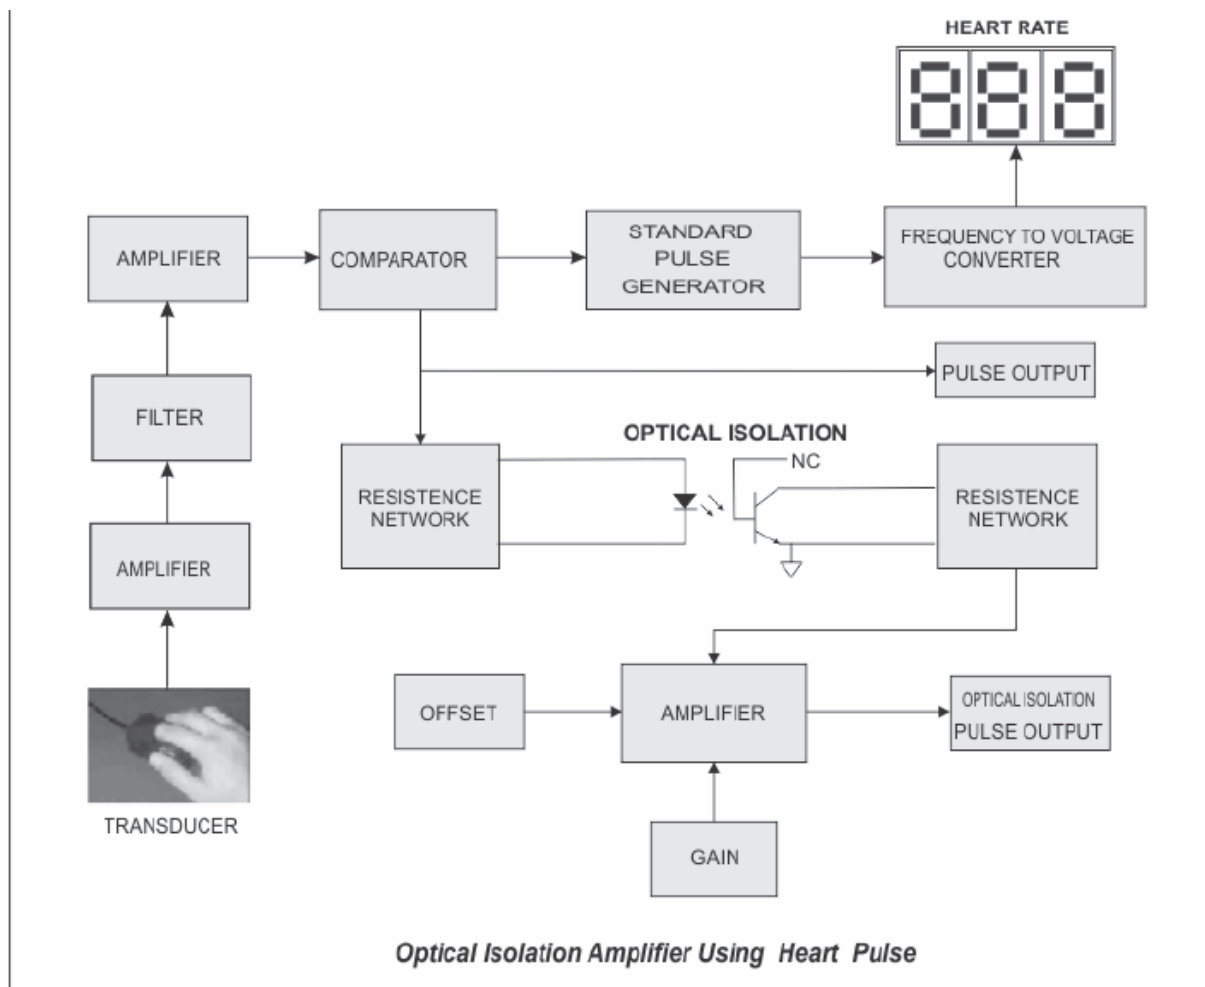 HEART RATE
888
AMPLIFIER
COMPARATOR
STANDARD
PULSE
GENERATOR
FREQUENCY TO VOLTAGE
CONVERTER
PULSE OUTPUT
FILTER
OPTICAL ISOLATION
NC
RESISTENCE
NETWORK
RESISTENCE
NETWORK
AMPLIFIER
OFFSET
AMPLIFIER
OPTICAL ISOLATION
PULSE OUTPUT
TRANSDUCER
GAIN
Optical Isolation Amplifier Using Heart Pulse